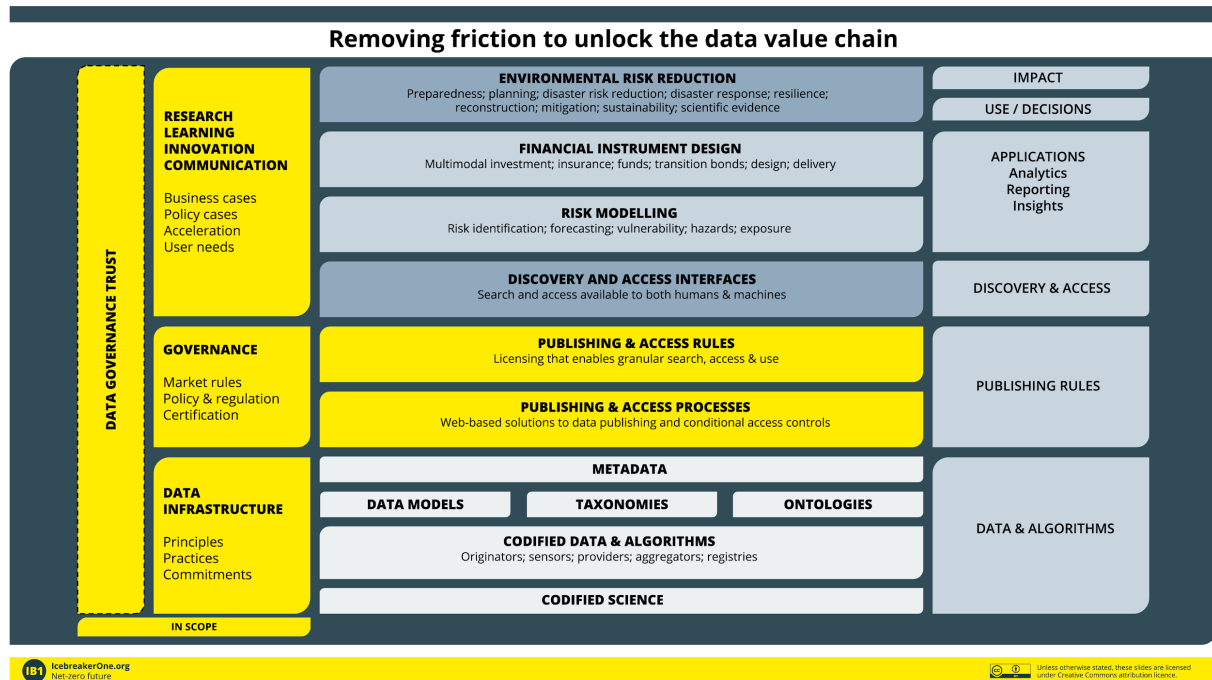 Removing friction to unlock the data value chain
DATA GOVERNANCE TRUST
RESEARCH
LEARNING
INNOVATION
COMMUNICATION
Business cases
Policy cases
Acceleration
User needs
GOVERNANCE
Market rules
Policy & regulation
Certification
DATA
INFRASTRUCTURE
Principles
Practices
Commitments
IN SCOPE
ENVIRONMENTAL RISK REDUCTION
Preparedness; planning; disaster risk reduction; disaster response; resilience;
reconstruction; mitigation; sustainability; scientific evidence
FINANCIAL INSTRUMENT DESIGN
Multimodal investment; insurance; funds; transition bonds; design; delivery
RISK MODELLING
Risk identification; forecasting; vulnerability; hazards; exposure
DISCOVERY AND ACCESS INTERFACES
Search and access available to both humans & machines
PUBLISHING & ACCESS RULES
Licensing that enables granular search, access & use
PUBLISHING & ACCESS PROCESSES
Web-based solutions to data publishing and conditional access controls
METADATA
DATA MODELS
TAXONOMIES
ONTOLOGIES
CODIFIED DATA & ALGORITHMS
Originators; sensors; providers; aggregators; registries
CODIFIED SCIENCE
IMPACT
USE / DECISIONS
APPLICATIONS
Analytics
Reporting
Insights
DISCOVERY & ACCESS
PUBLISHING RULES
DATA & ALGORITHMS
IB1
IcebreakerOne.org
Net-zero future
cc
BY
Unless otherwise stated, these slides are licensed
under Creative Commons attribution licence.